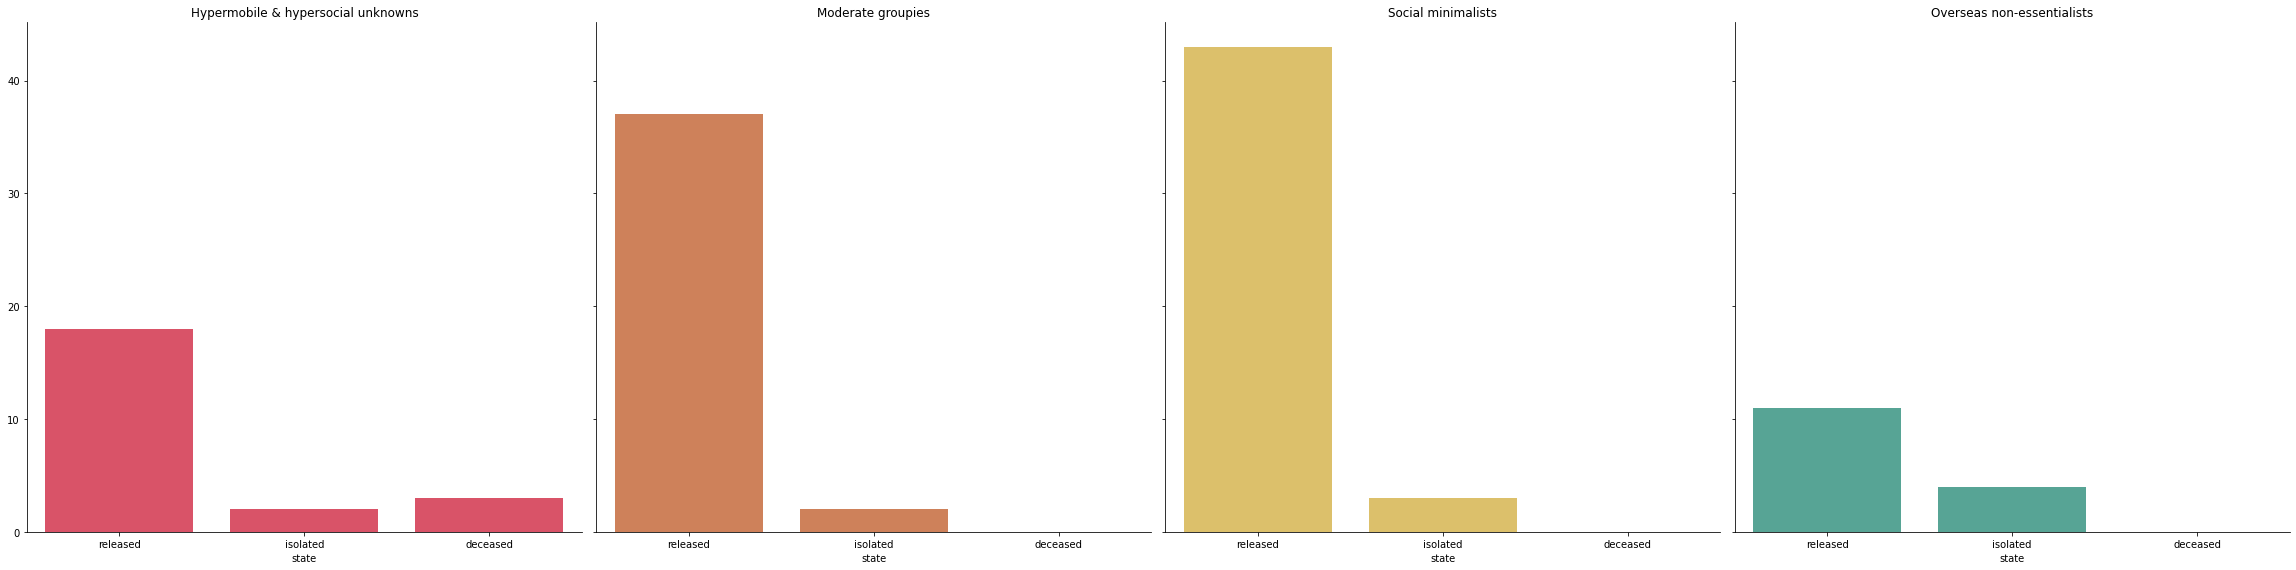 Hypermobile & hypersocial unknowns
Moderate groupies
Social minimalists
Overseas non-essentialists
40
30
20
10
0
released isolated deceased
state
released isolated deceased
state
released isolated deceased
state
released isolated deceased
state